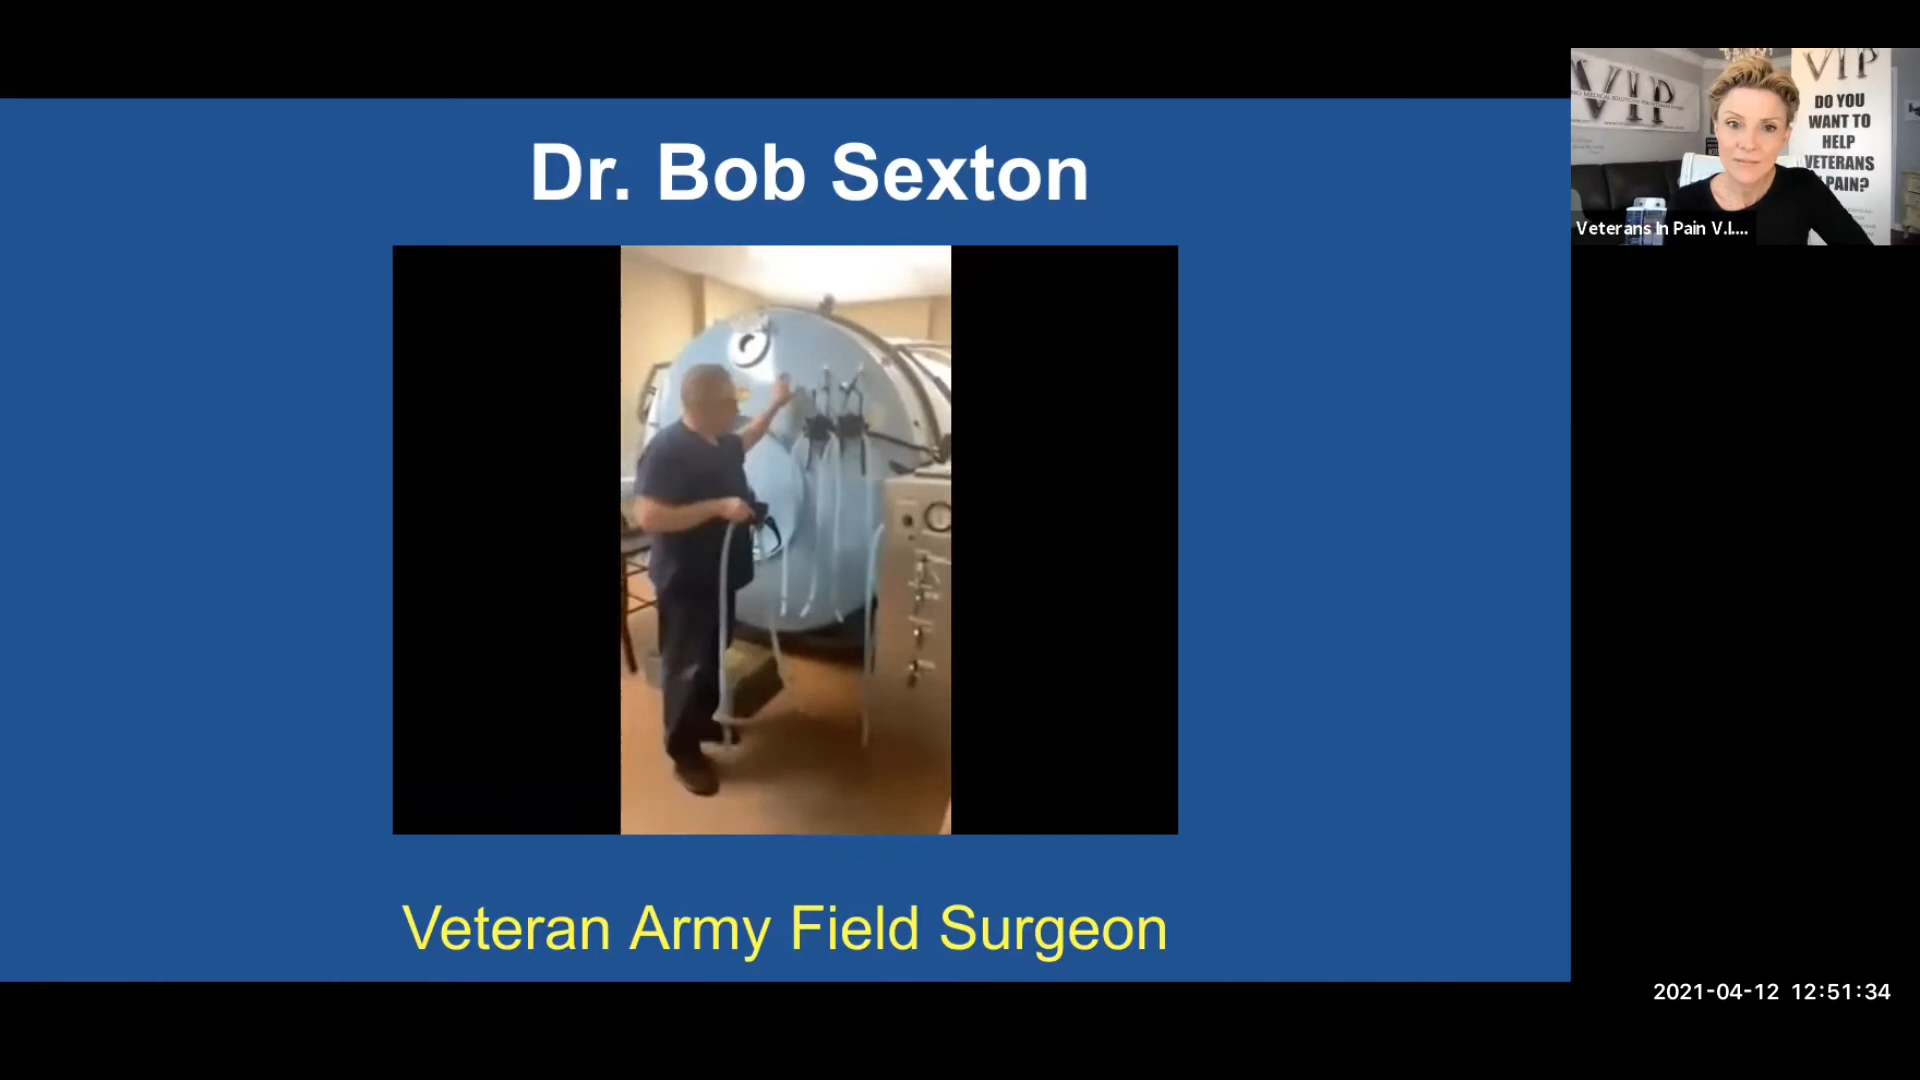 Dr. Bob Sexton
Veteran Army Field Surgeon
VIP
VIP
DO YOU
WANT TO
HELP
VETERANS
PAIN?
Veterans In Pain V.I....
2021-04-12 12:51:34